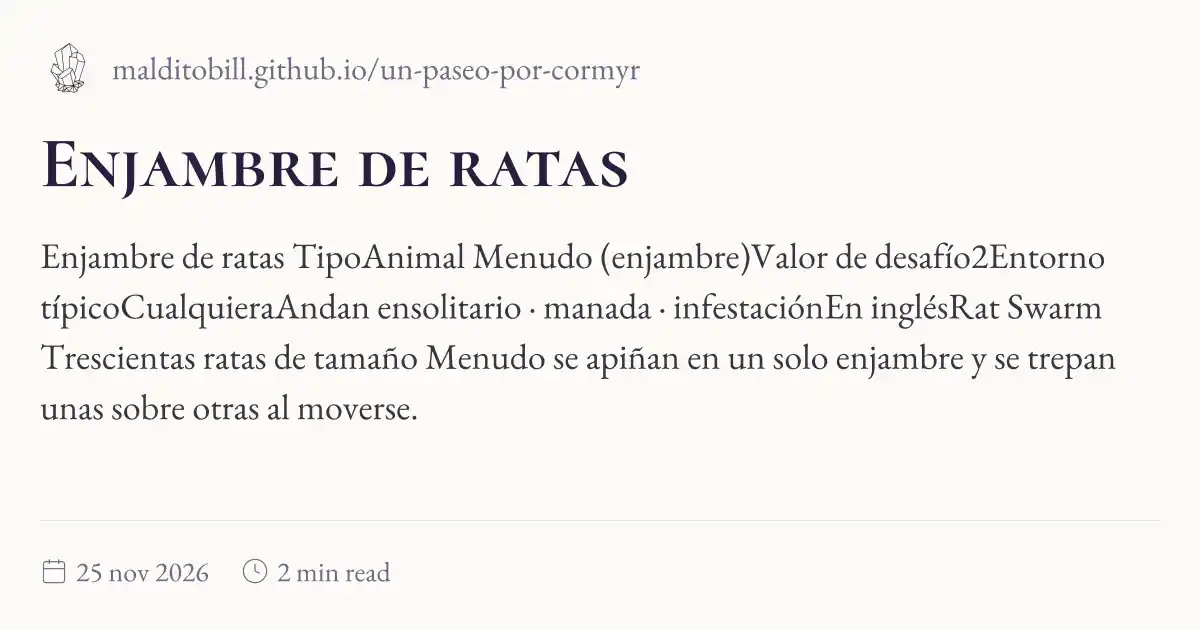 malditobill.github.io/un-paseo-por-cormyr
Enjambre de ratas
Enjambre de ratas TipoAnimal Menudo (enjambre)Valor de desafío2Entorno
típicoCualquieraAndan ensolitario · manada · infestaciónEn inglésRat Swarm
Trescientas ratas de tamaño Menudo se apiñan en un solo enjambre y se trepan
unas sobre otras al moverse.
25 nov 2026 2 min read